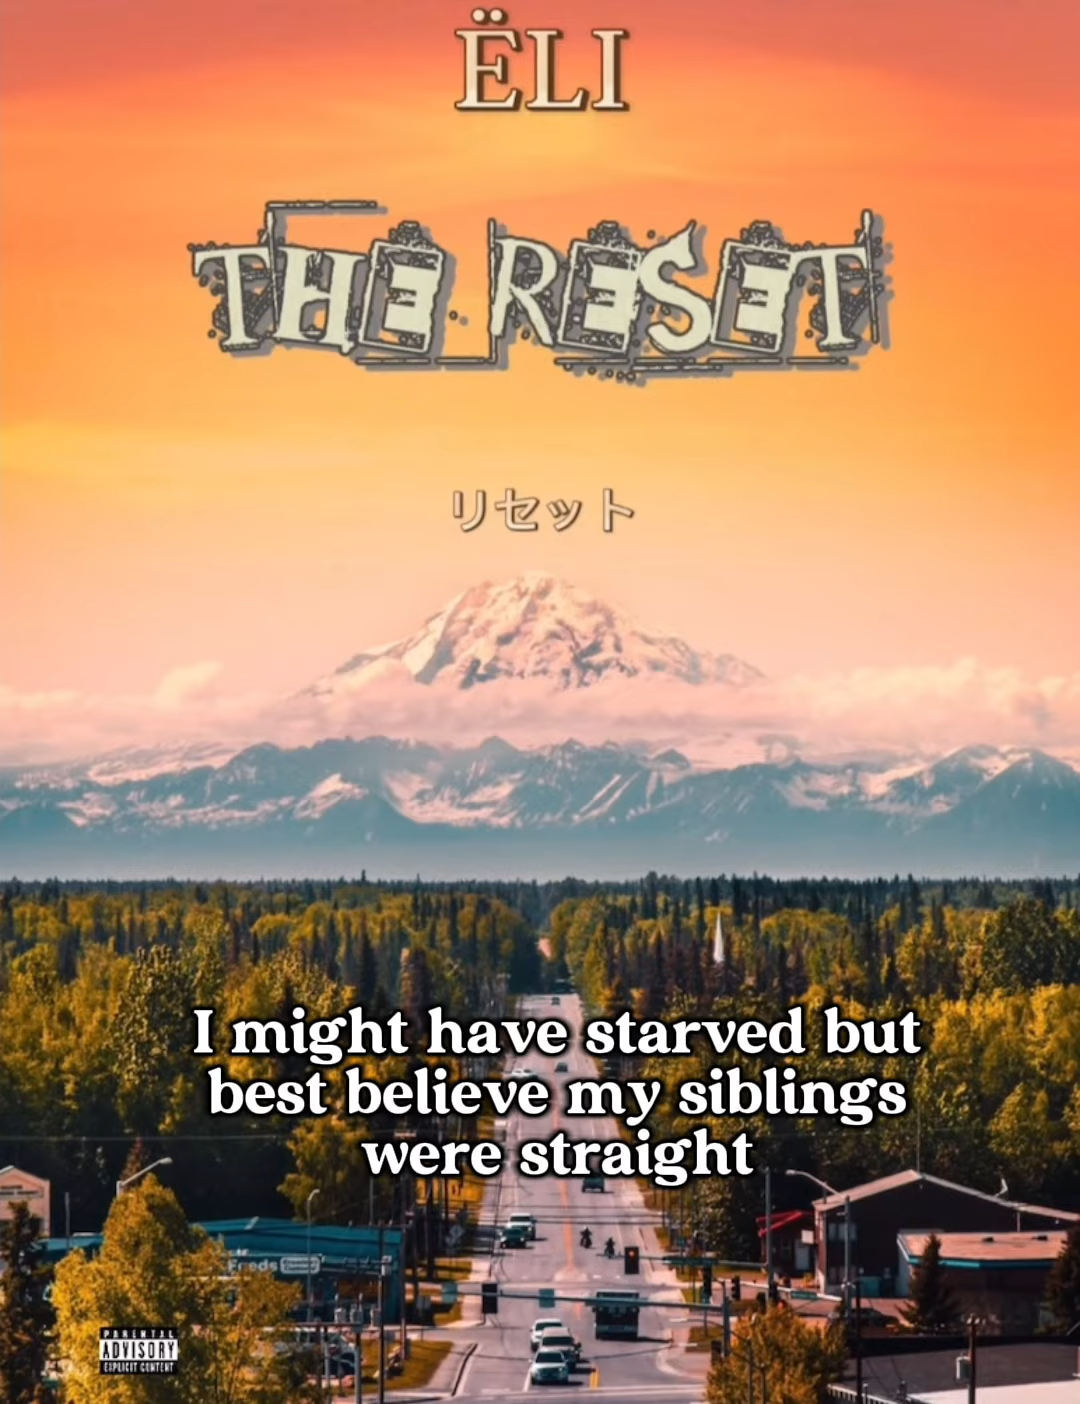 ËLI
THE RESET
リセット
I might have starved but
best believe my siblings
were straight
Feeds
PARENTAL
ADVISORY
EXPLICIT CONTENT